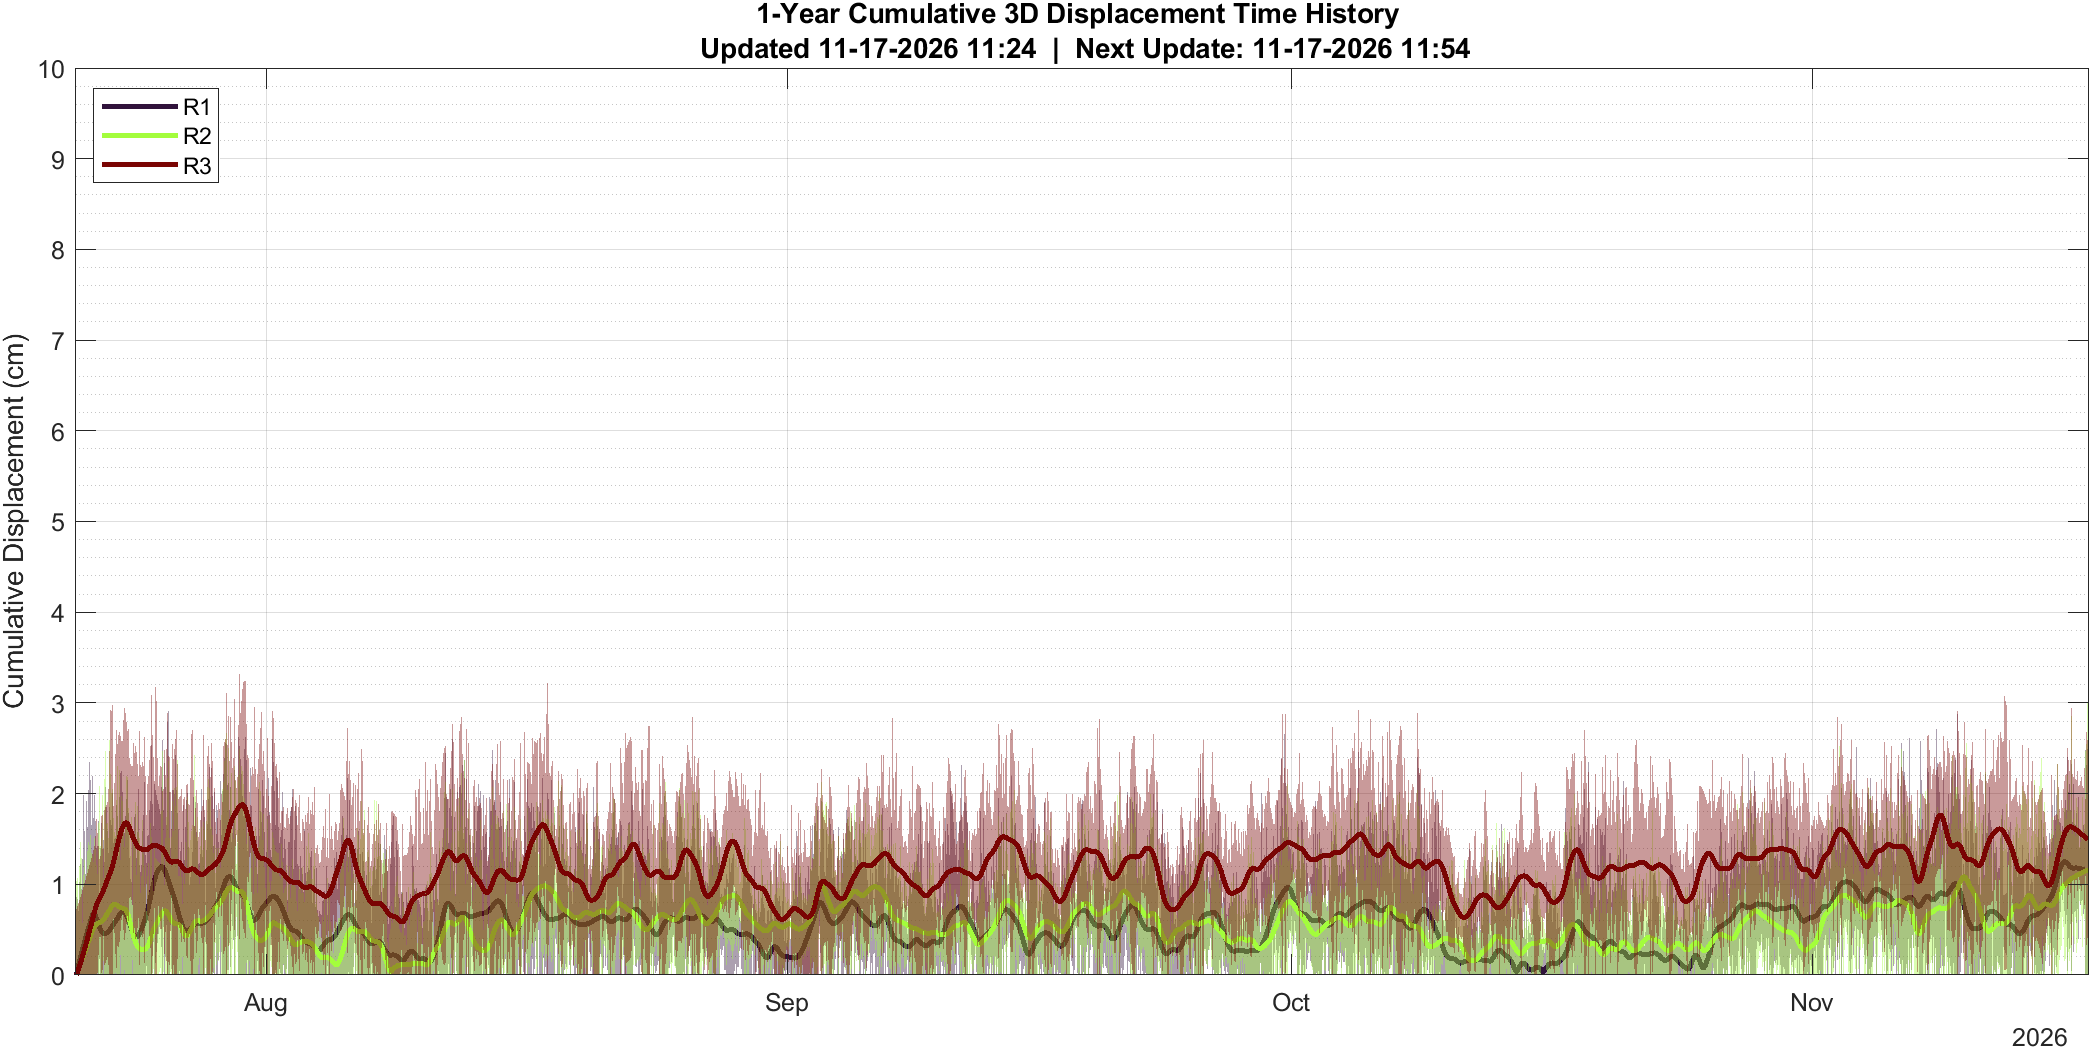 1-Year Cumulative 3D Displacement Time History
Updated 11-17-2026 11:24 | Next Update: 11-17-2026 11:54
10
9
8
7
6
5
4
3
2
1
0
Cumulative Displacement (cm)
R1
R2
R3
Aug
Sep
Oct
Nov
2026